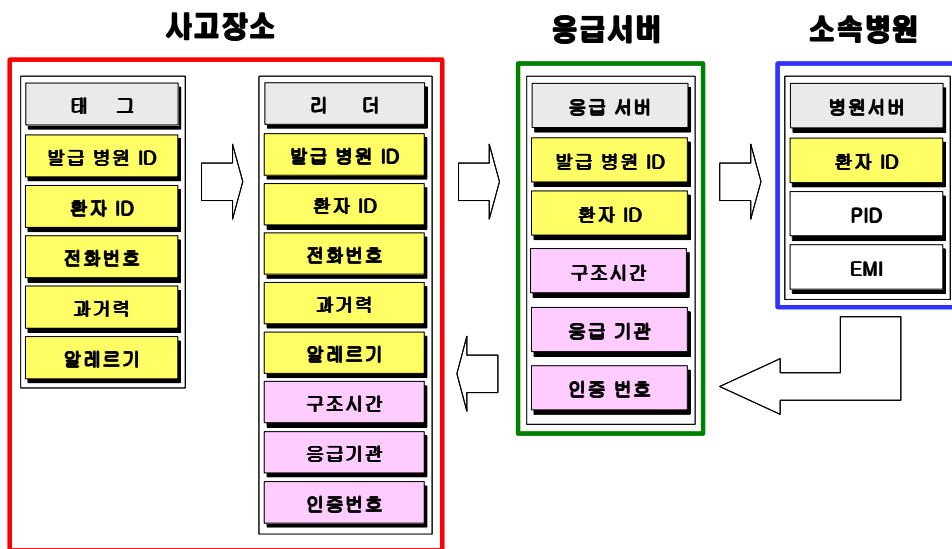 사고장소
응급서버
소속병원
태 그
발급 병원 ID
환자 ID
전화번호
과거력
알레르기
리 더
발급 병원 ID
환자 ID
전화번호
과거력
알레르기
구조시간
응급기관
인증번호
응급 서버
발급 병원 ID
환자 ID
구조시간
응급 기관
인증 번호
병원서버
환자 ID
PID
EMI